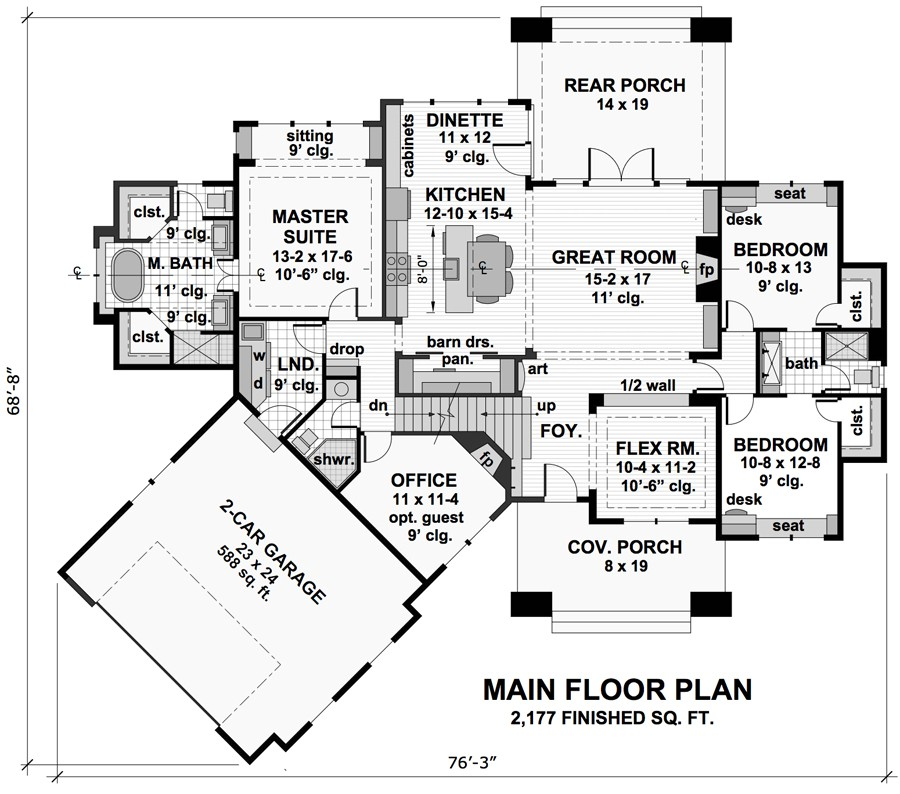 REAR PORCH
14 x 19
DINETTE
11 x 12
9' clg.
cabinets
sitting
9' clg.
KITCHEN
12-10 x 15-4
8'-0"
MASTER
SUITE
13-2 x 17-6
10'-6" clg.
clst.
9' clg.
M. BATH
11' clg.
9' clg.
clst.
CL
CL
CL
CL
GREAT ROOM
15-2 x 17
11' clg.
fp
seat
desk
BEDROOM
10-8 x 13
9' clg.
clst.
bath
barn drs.
pan.
art
1/2 wall
w
d
LND.
9' clg.
drop
dn
up
FOY.
shwr.
fp
OFFICE
11 x 11-4
opt. guest
9' clg.
FLEX RM.
10-4 x 11-2
10'-6" clg.
BEDROOM
10-8 x 12-8
9' clg.
desk
seat
clst.
2-CAR GARAGE
23 x 24
588 sq. ft.
COV. PORCH
8 x 19
MAIN FLOOR PLAN
2,177 FINISHED SQ. FT.
68'-8"
76'-3"